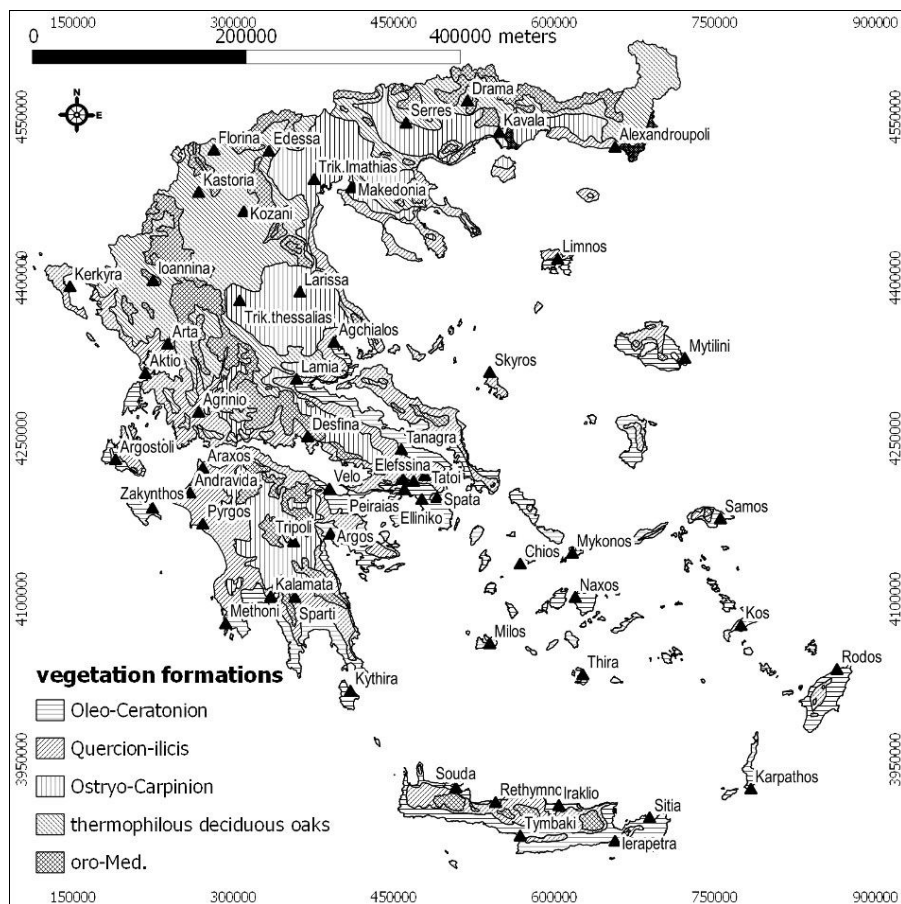 150000 300000 450000 600000 750000 900000
0 200000 400000 meters
N
E
4550000
4400000
4250000
4100000
3950000
4550000
4400000
4250000
4100000
3950000
Drama
Serres
Kavala
Alexandroupoli
Florina
Edessa
Trik.Imathias
Kastoria
Makedonia
Kozani
Limnos
Ioannina
Kerkyra
Larissa
Trik.thessalias
Agchialos
Arta
Mytilini
Aktio
Lamia
Skyros
Agrinio
Desfina
Tanagra
Argostoli
Araxos
Elefssina
Andravida
Velo
Tatoi
Zakynthos
Peiraias
Spata
Pyrgos
Elliniko
Samos
Tripoli
Argos
Mykonos
Chios
Kalamata
Naxos
Methoni
Sparti
Kos
Milos
Thira
Rodos
Kythira
vegetation formations
Oleo-Ceratonion
Quercion-ilicis
Ostryo-Carpinion
thermophilous deciduous oaks
oro-Med.
Souda
Rethymno
Iraklio
Karpathos
Sitia
Tymbaki
Ierapetra
150000 300000 450000 600000 750000 900000